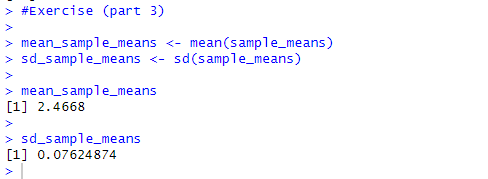 > #Exercise (part 3)
>
> mean_sample_means <- mean(sample_means)
> sd_sample_means <- sd(sample_means)
>
> mean_sample_means
[1] 2.4668
>
> sd_sample_means
[1] 0.07624874
>